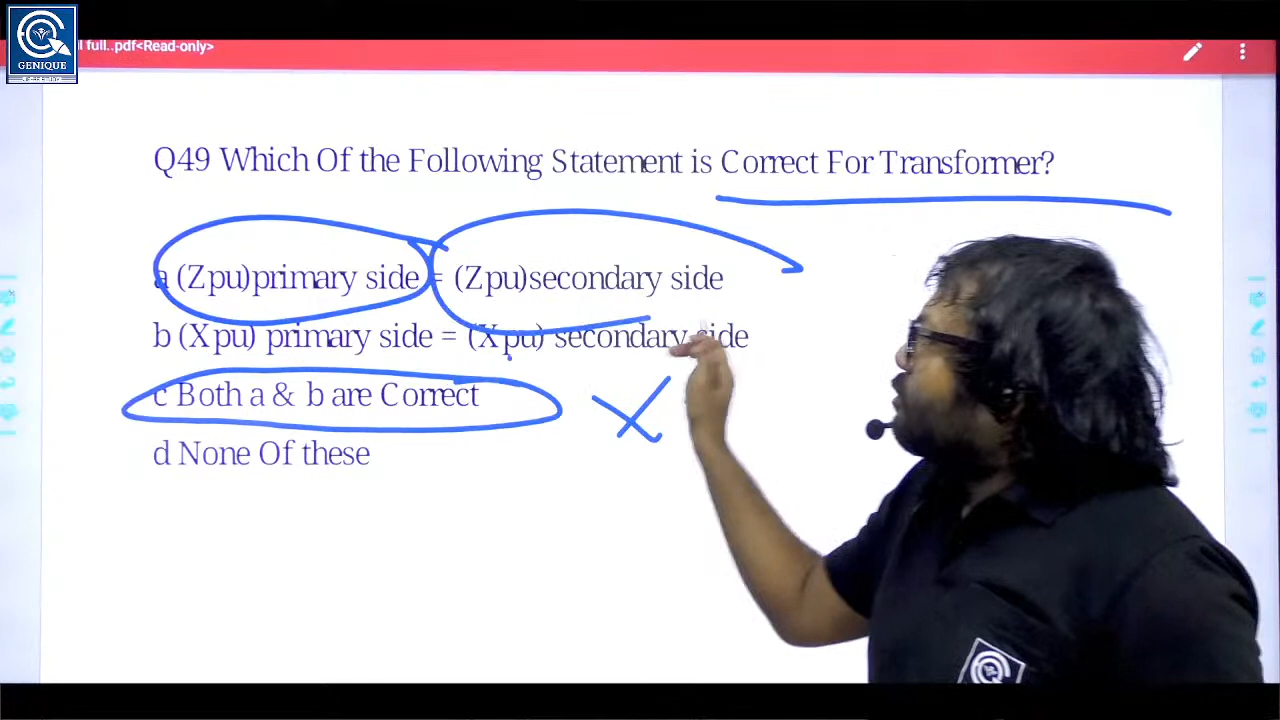 GENIQUE
full..pdf<Read-only>
Q49 Which Of the Following Statement is Correct For Transformer?
a (Zpu)primary side = (Zpu)secondary side
b (Xpu) primary side = (Xpu) secondary side
c Both a & b are Correct
d None Of these